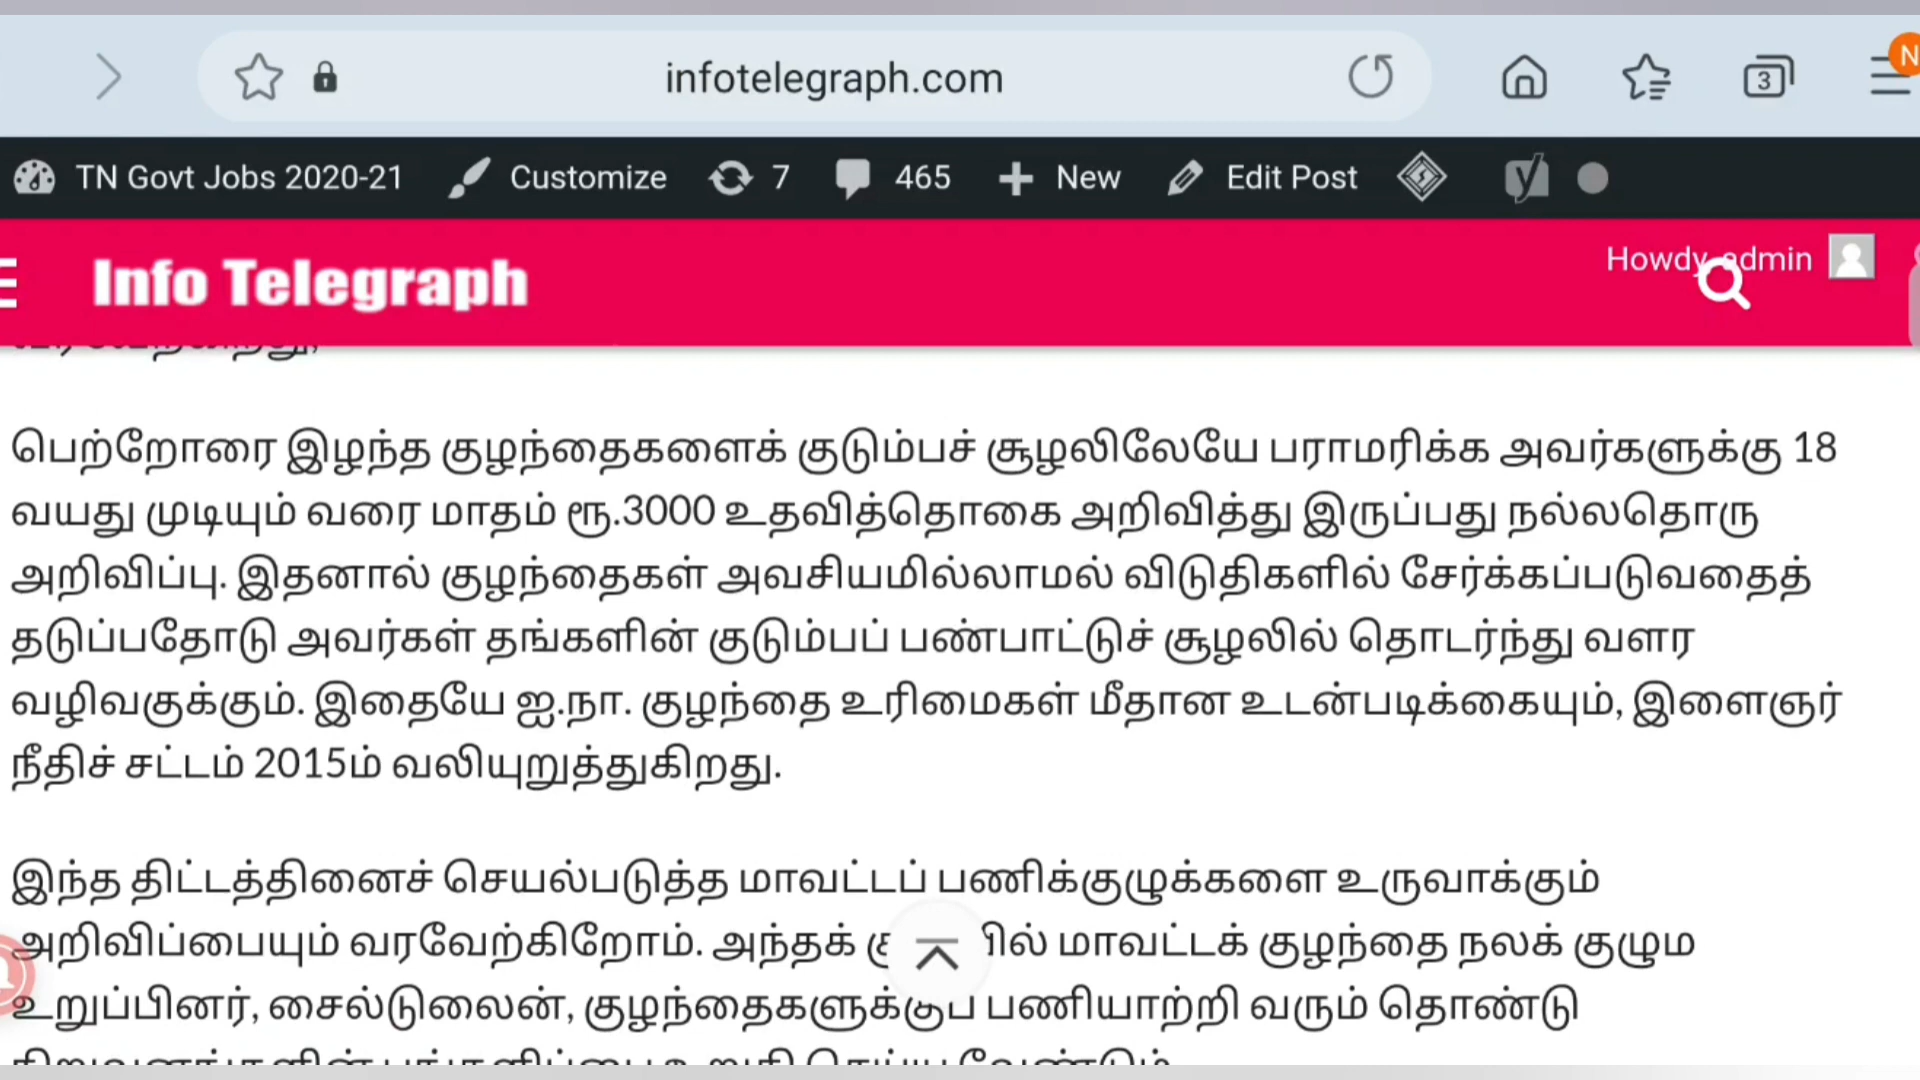 infotelegraph.com
3
N
TN Govt Jobs 2020-21 Customize 7 465 New Edit Post
Howdy, admin
Info Telegraph
பெற்றோரை இழந்த குழந்தைகளைக் குடும்பச் சூழலிலேயே பராமரிக்க அவர்களுக்கு 18
வயது முடியும் வரை மாதம் ரூ.3000 உதவித்தொகை அறிவித்து இருப்பது நல்லதொரு
அறிவிப்பு. இதனால் குழந்தைகள் அவசியமில்லாமல் விடுதிகளில் சேர்க்கப்படுவதைத்
தடுப்பதோடு அவர்கள் தங்களின் குடும்பப் பண்பாட்டுச் சூழலில் தொடர்ந்து வளர
வழிவகுக்கும். இதையே ஐ.நா. குழந்தை உரிமைகள் மீதான உடன்படிக்கையும், இளைஞர்
நீதிச் சட்டம் 2015ம் வலியுறுத்துகிறது.
இந்த திட்டத்தினைச் செயல்படுத்த மாவட்டப் பணிக்குழுக்களை உருவாக்கும்
அறிவிப்பையும் வரவேற்கிறோம். அந்தக் மாவட்டக் குழந்தை நலக் குழும
உறுப்பினர், சைல்டுலைன், குழந்தைகளுக்குப் பணியாற்றி வரும் தொண்டு